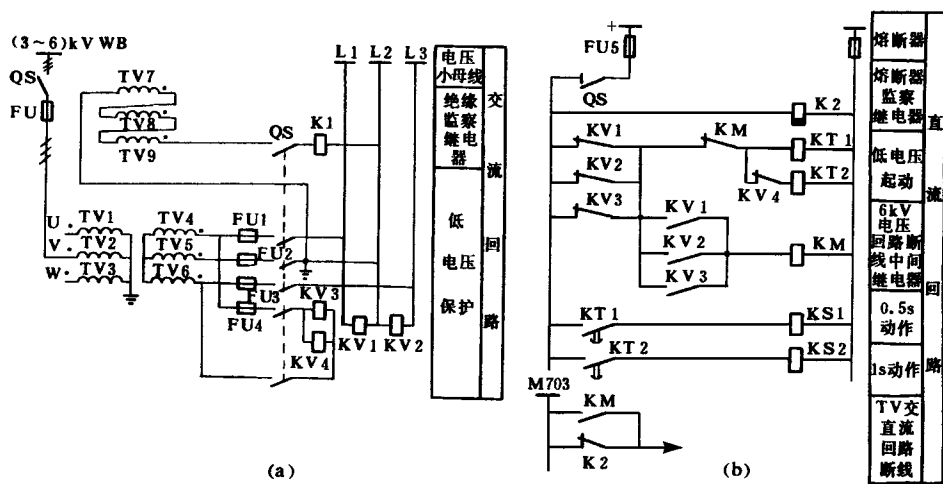 (3～6)kV WB
QS
FU
TV7
TV8
TV9
QS
K1
L1
L2
L3
U
V
W
TV1
TV2
TV3
TV4
TV5
TV6
FU1
FU2
FU3
FU4
KV3
KV4
KV1
KV2
电压
小母线
绝缘
监察
继电
器
低
电压
保护
交
流
回
路
(a)
+
FU5
QS
K2
KV1
KM
KT1
KV2
KV4
KT2
KV3
KV1
KV2
KV3
KM
KT1
KS1
KT2
KS2
M703
KM
K2
(b)
熔断器
熔断器
监察
继电器
低电压
起动
6kV
电压
回路断
线中间
继电器
0.5s
动作
1s动作
TV交
直流
回路
断线
直
流
回
路